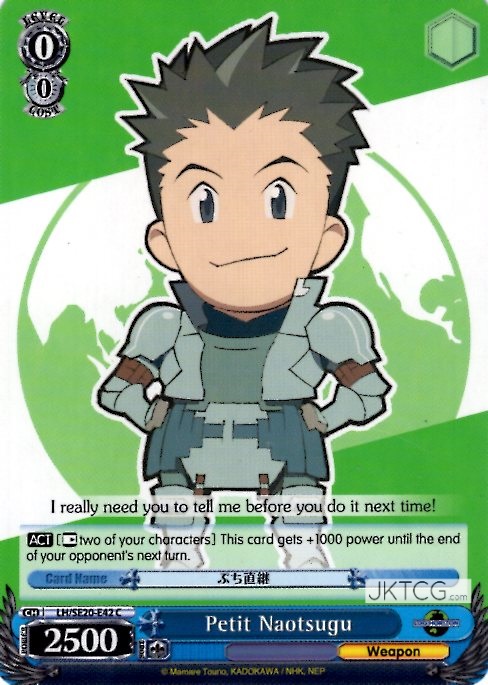 LEVEL
0
0
COST
I really need you to tell me before you do it next time!
ACT [two of your characters] This card gets +1000 power until the end
of your opponent's next turn.
Card Name ぷち直継
JKTCG.com
CH LH/SE20-E42 C
POWER 2500 Petit Naotsugu
Weapon
© Mamare Touno, KADOKAWA / NHK, NEP